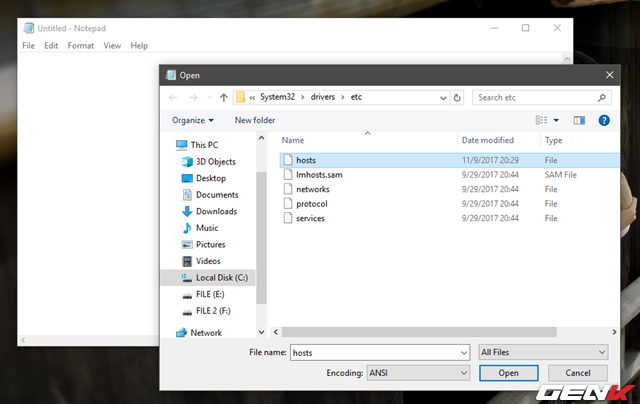 Untitled - Notepad
File Edit Format View Help
Open
« System32 › drivers › etc
Search etc
Organize New folder
Name Date modified Type
This PC
3D Objects
Desktop
Documents
Downloads
Music
Pictures
Videos
Local Disk (C:)
FILE (E:)
FILE 2 (F:)
Network
hosts 11/9/2017 20:29 File
lmhosts.sam 9/29/2017 20:44 SAM File
networks 9/29/2017 20:44 File
protocol 9/29/2017 20:44 File
services 9/29/2017 20:44 File
File name: hosts All Files
Encoding: ANSI Open Cancel
GENK